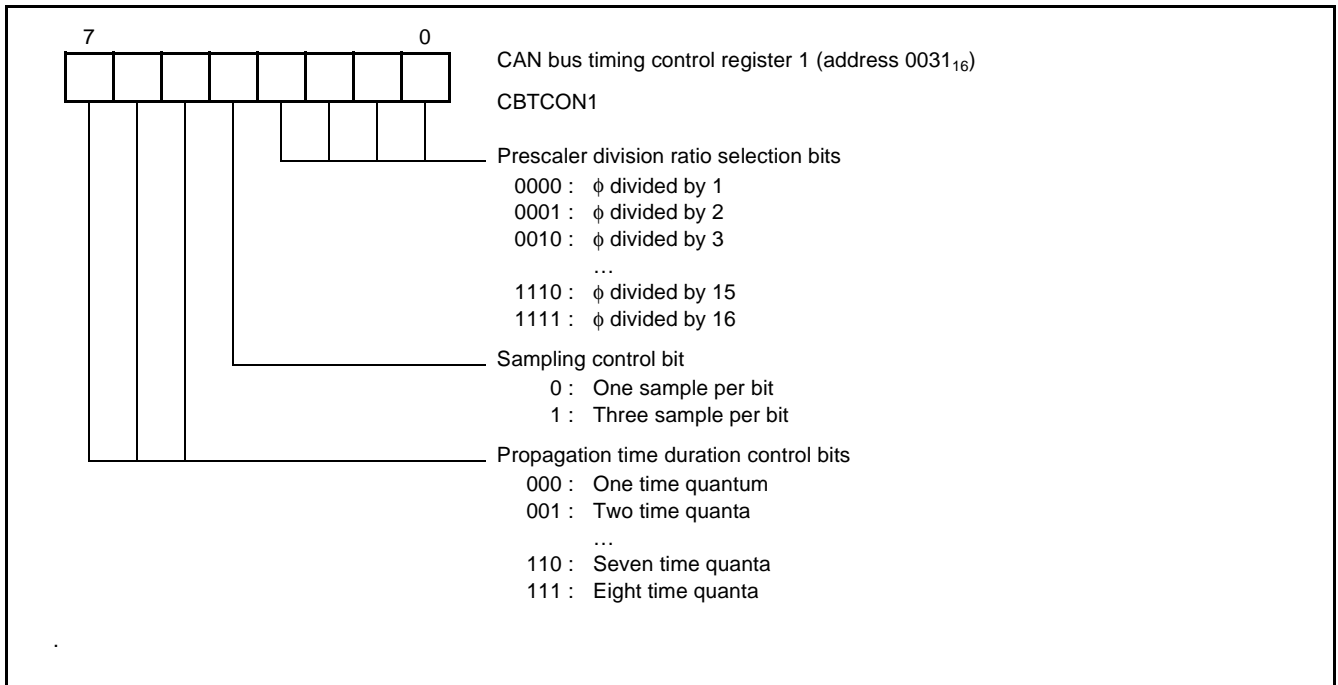 7 0
CAN bus timing control register 1 (address 0031₁₆)
CBTCON1
Prescaler division ratio selection bits
0000 : ϕ divided by 1
0001 : ϕ divided by 2
0010 : ϕ divided by 3
…
1110 : ϕ divided by 15
1111 : ϕ divided by 16
Sampling control bit
0 : One sample per bit
1 : Three sample per bit
Propagation time duration control bits
000 : One time quantum
001 : Two time quanta
…
110 : Seven time quanta
111 : Eight time quanta
.